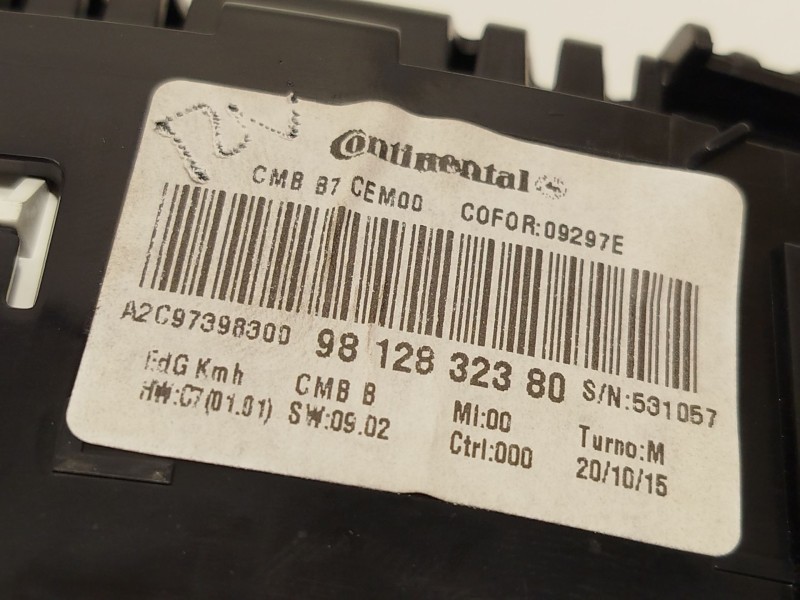 Continental
CMB B7 CEM00 COFOR:09297E
A2C97398300 98 128 323 80 S/N:531057
EdG Kmh CMB B MI:00 Turno:M
HW:C7(01.01) SW:09.02 Ctrl:000 20/10/15